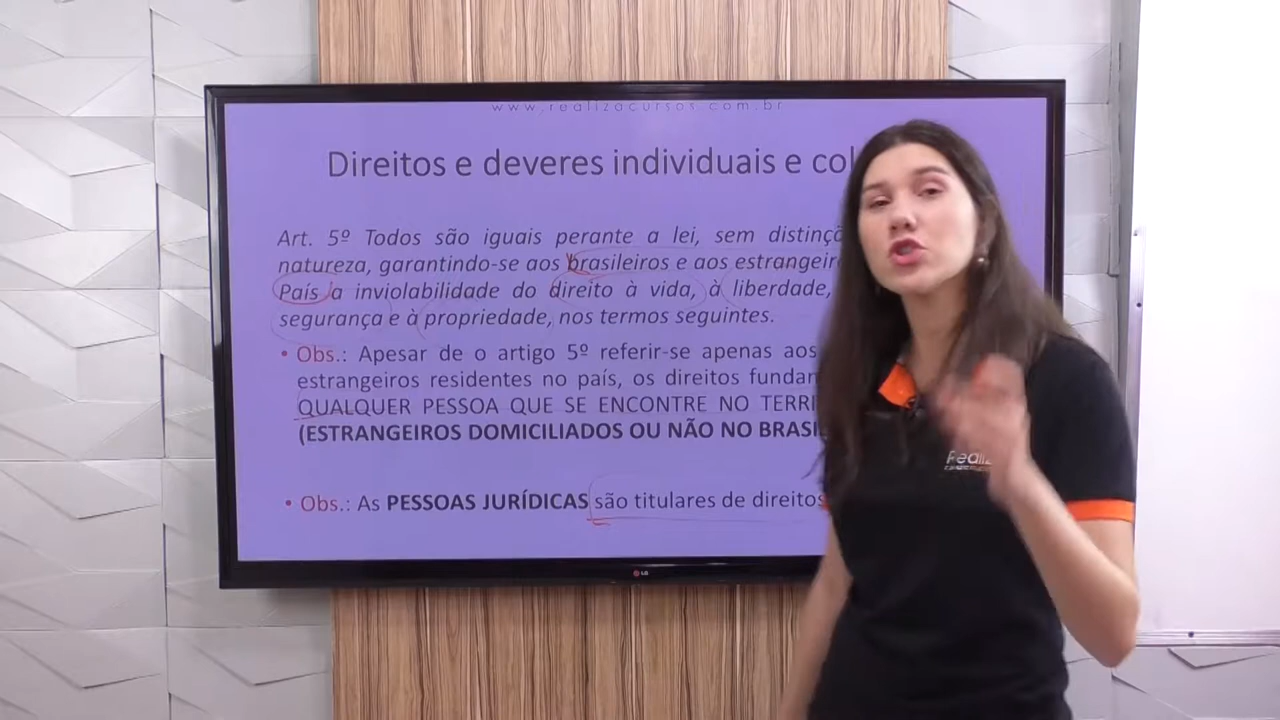 www.realizacursos.com.br
Direitos e deveres individuais e col
Art. 5º Todos são iguais perante a lei, sem distinçã
natureza, garantindo-se aos brasileiros e aos estrangeir
País a inviolabilidade do direito à vida, à liberdade,
segurança e à propriedade, nos termos seguintes.
• Obs.: Apesar de o artigo 5º referir-se apenas aos
estrangeiros residentes no país, os direitos fundam
QUALQUER PESSOA QUE SE ENCONTRE NO TERRI
(ESTRANGEIROS DOMICILIADOS OU NÃO NO BRASIL
• Obs.: As PESSOAS JURÍDICAS são titulares de direitos
Realiz
LG